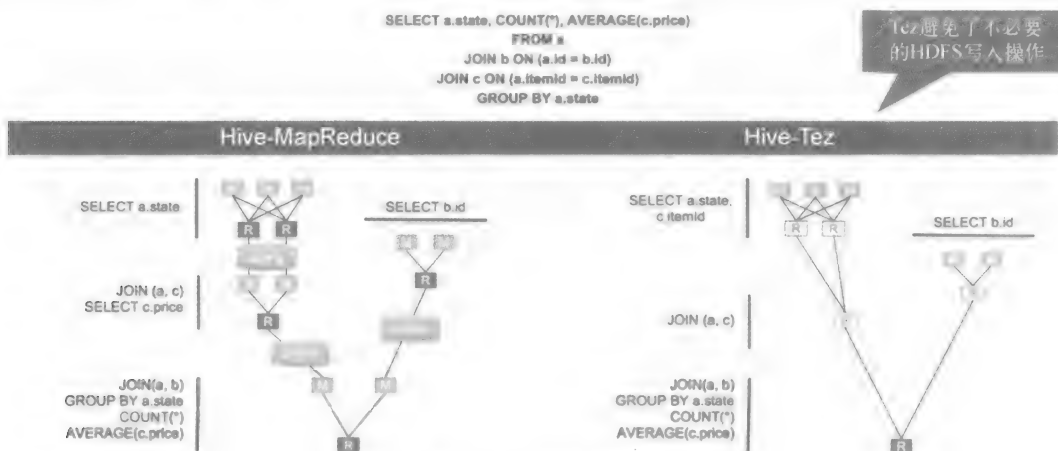 SELECT a.state, COUNT(*), AVERAGE(c.price)
FROM a
JOIN b ON (a.id = b.id)
JOIN c ON (a.itemid = c.itemid)
GROUP BY a.state
Tez避免了不必要
的HDFS写入操作
Hive-MapReduce
Hive-Tez
SELECT a.state
SELECT b.id
R R
M M
R
JOIN (a, c)
SELECT c.price
R
M M
JOIN(a, b)
GROUP BY a.state
COUNT(*)
AVERAGE(c.price)
R
SELECT a.state,
c.itemid
SELECT b.id
R R
JOIN (a, c)
JOIN(a, b)
GROUP BY a.state
COUNT(*)
AVERAGE(c.price)
R